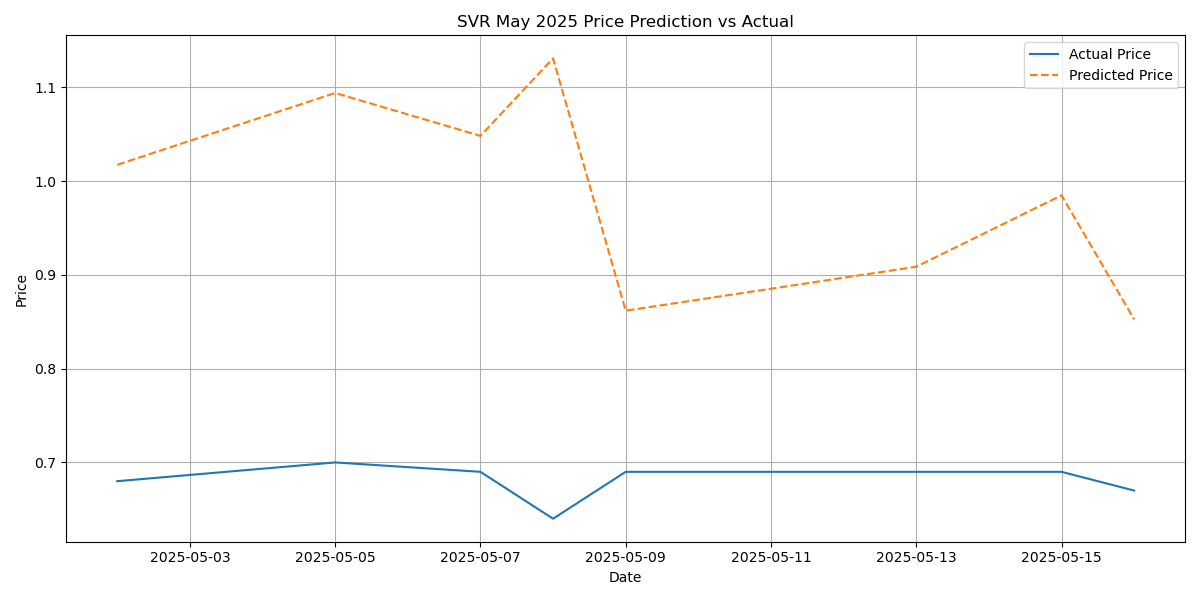 SVR May 2025 Price Prediction vs Actual
Actual Price
Predicted Price
1.1
1.0
0.9
0.8
0.7
Price
2025-05-03
2025-05-05
2025-05-07
2025-05-09
2025-05-11
2025-05-13
2025-05-15
Date